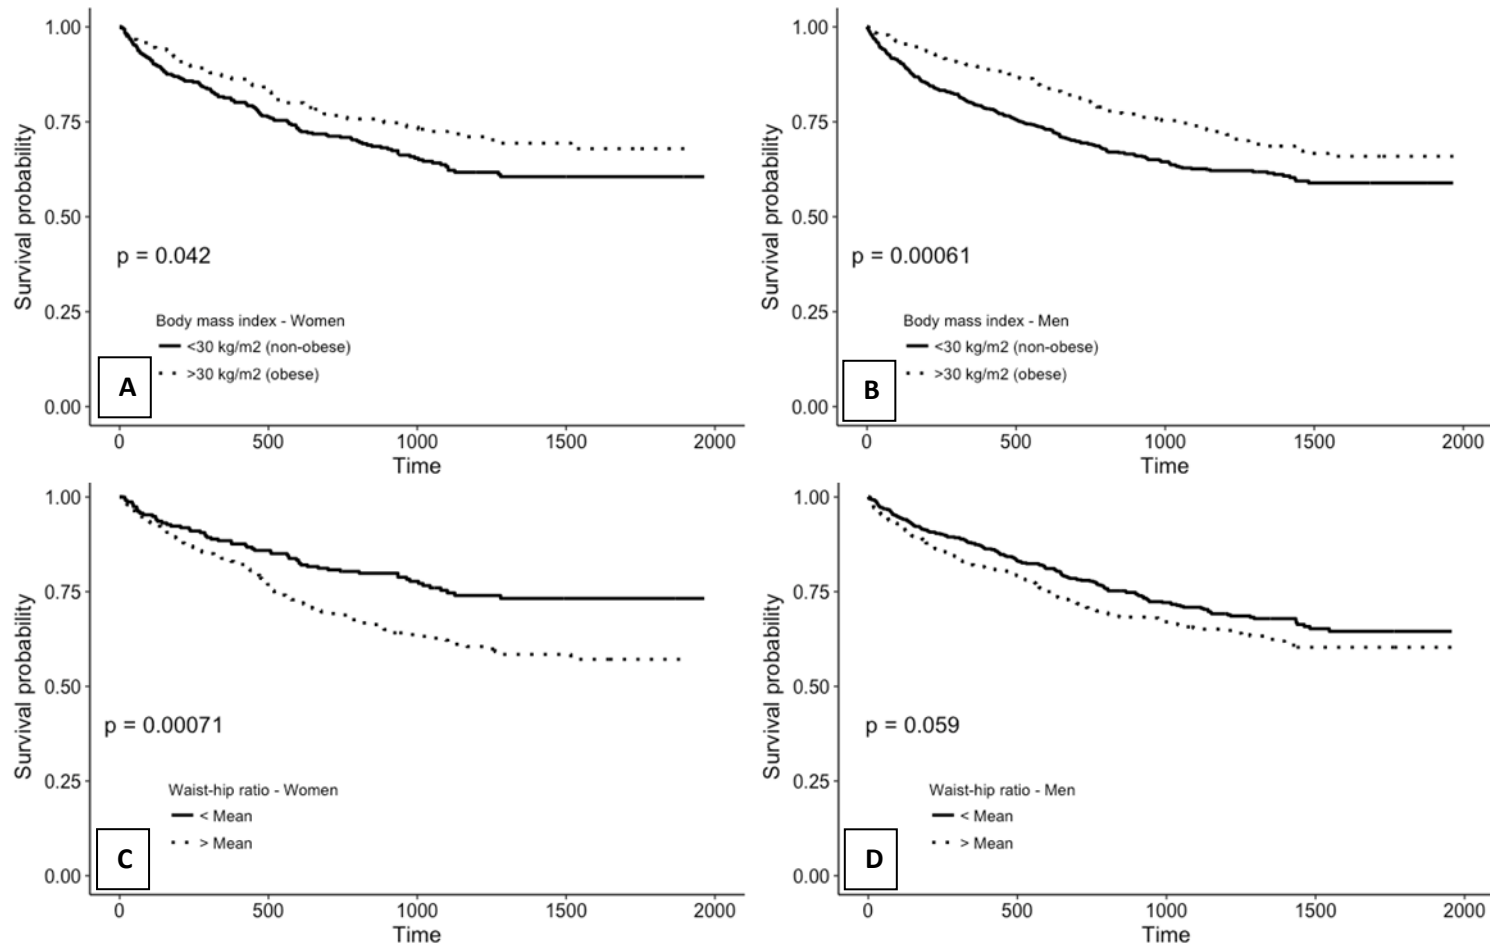 1.00
0.75
0.50
0.25
0.00
Survival probability
p = 0.042
Body mass index - Women
<30 kg/m2 (non-obese)
>30 kg/m2 (obese)
A
0 500 1000 1500 2000
Time
1.00
0.75
0.50
0.25
0.00
Survival probability
p = 0.00061
Body mass index - Men
<30 kg/m2 (non-obese)
>30 kg/m2 (obese)
B
0 500 1000 1500 2000
Time
1.00
0.75
0.50
0.25
0.00
Survival probability
p = 0.00071
Waist-hip ratio - Women
< Mean
> Mean
C
0 500 1000 1500 2000
Time
1.00
0.75
0.50
0.25
0.00
Survival probability
p = 0.059
Waist-hip ratio - Men
< Mean
> Mean
D
0 500 1000 1500 2000
Time